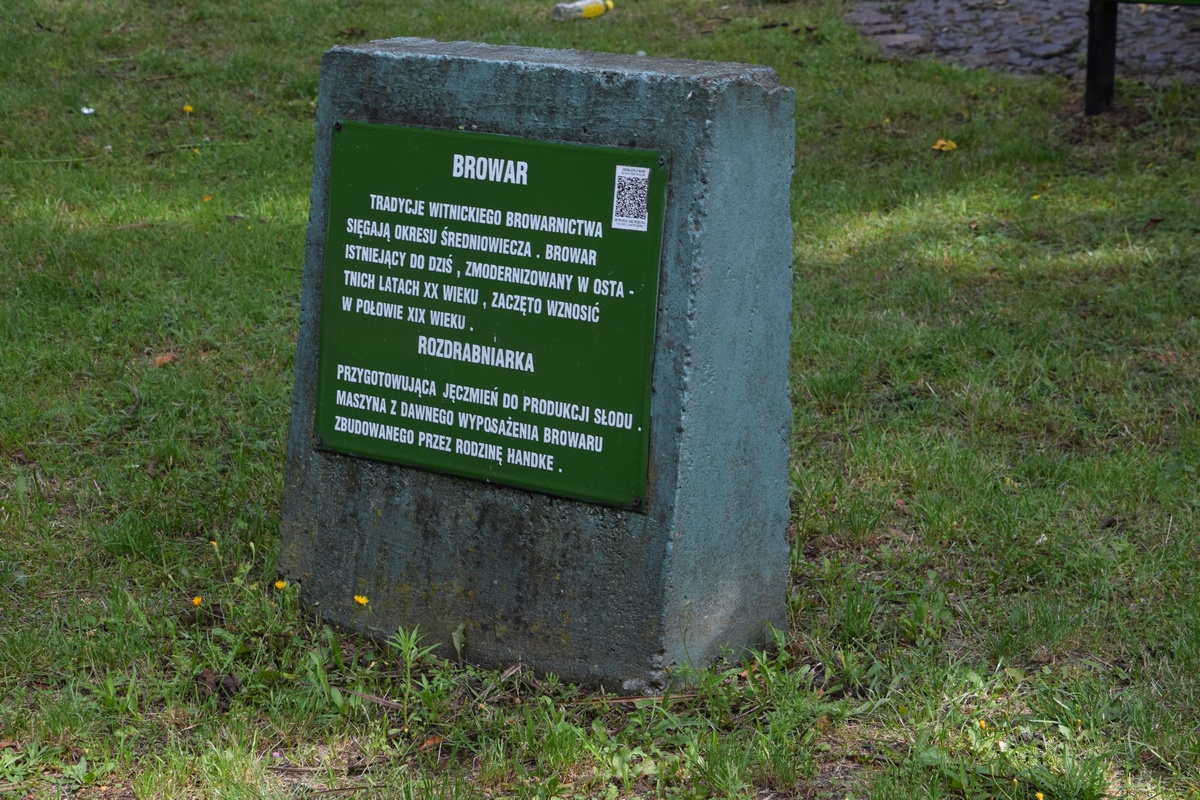 BROWAR
TRADYCJE WITNICKIEGO BROWARNICTWA
SIĘGAJĄ OKRESU ŚREDNIOWIECZA . BROWAR
ISTNIEJĄCY DO DZIŚ , ZMODERNIZOWANY W OSTA -
TNICH LATACH XX WIEKU , ZACZĘTO WZNOSIĆ
W POŁOWIE XIX WIEKU .
ROZDRABNIARKA
PRZYGOTOWUJĄCA JĘCZMIEŃ DO PRODUKCJI SŁODU .
MASZYNA Z DAWNEGO WYPOSAŻENIA BROWARU
ZBUDOWANEGO PRZEZ RODZINĘ HANDKE .